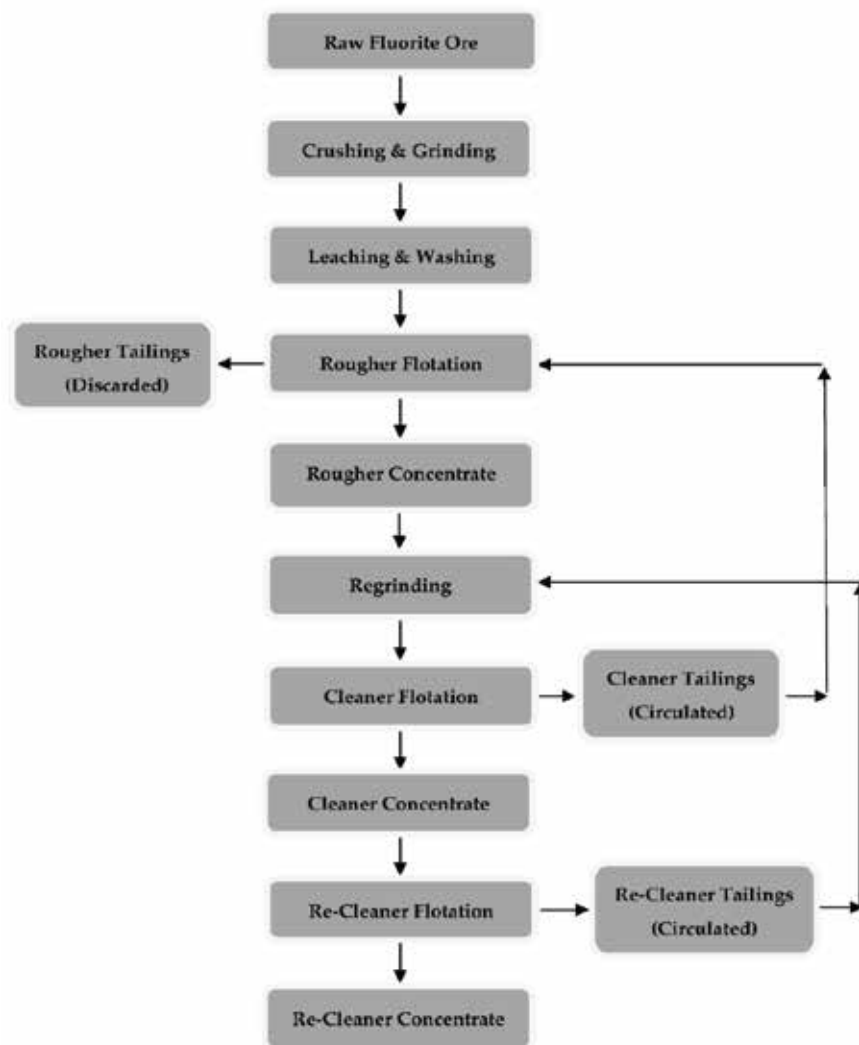 Raw Fluorite Ore
Crushing & Grinding
Leaching & Washing
Rougher Tailings
(Discarded)
Rougher Flotation
Rougher Concentrate
Regrinding
Cleaner Flotation
Cleaner Tailings
(Circulated)
Cleaner Concentrate
Re-Cleaner Flotation
Re-Cleaner Tailings
(Circulated)
Re-Cleaner Concentrate